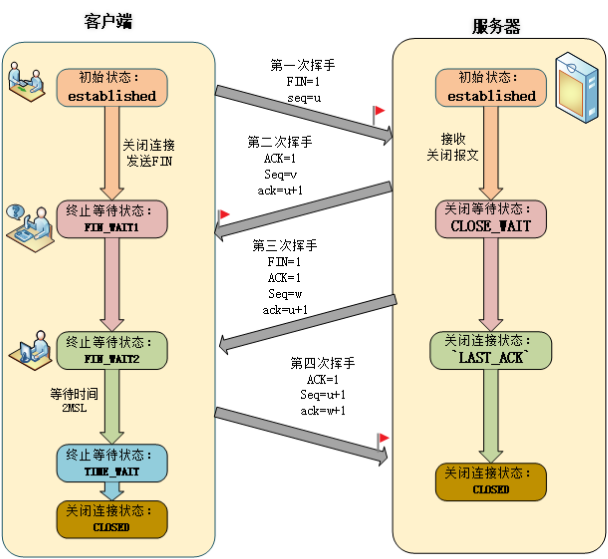 客户端
服务器
初始状态：
established
关闭连接
发送FIN
终止等待状态：
FIN_WAIT1
终止等待状态：
FIN_WAIT2
等待时间
2MSL
终止等待状态：
TIME_WAIT
关闭连接状态：
CLOSED
第一次挥手
FIN=1
seq=u
第二次挥手
ACK=1
Seq=v
ack=u+1
第三次挥手
FIN=1
ACK=1
Seq=w
ack=u+1
第四次挥手
ACK=1
Seq=u+1
ack=w+1
初始状态：
established
接收
关闭报文
关闭等待状态：
CLOSE_WAIT
关闭连接状态：
`LAST_ACK`
关闭连接状态：
CLOSED